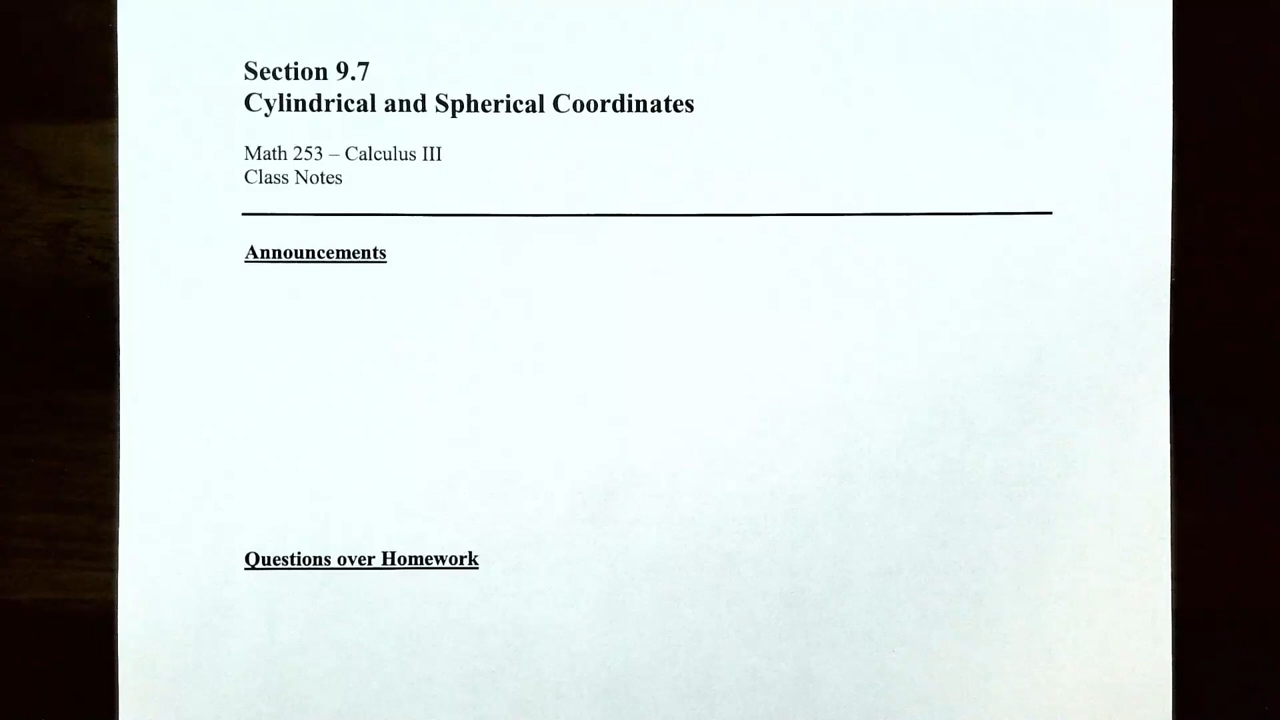 Section 9.7
Cylindrical and Spherical Coordinates
Math 253 – Calculus III
Class Notes
Announcements
Questions over Homework